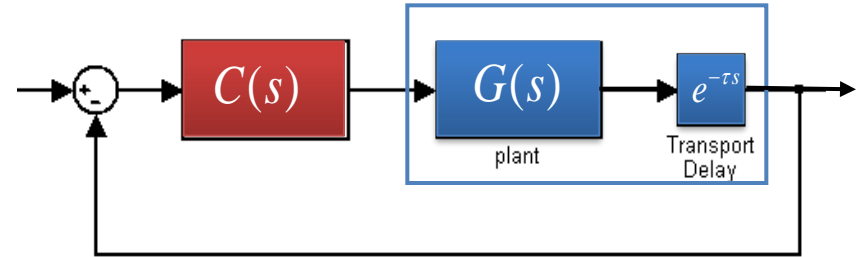 +
-
C(s)
G(s)
e^{-τs}
plant
Transport
Delay